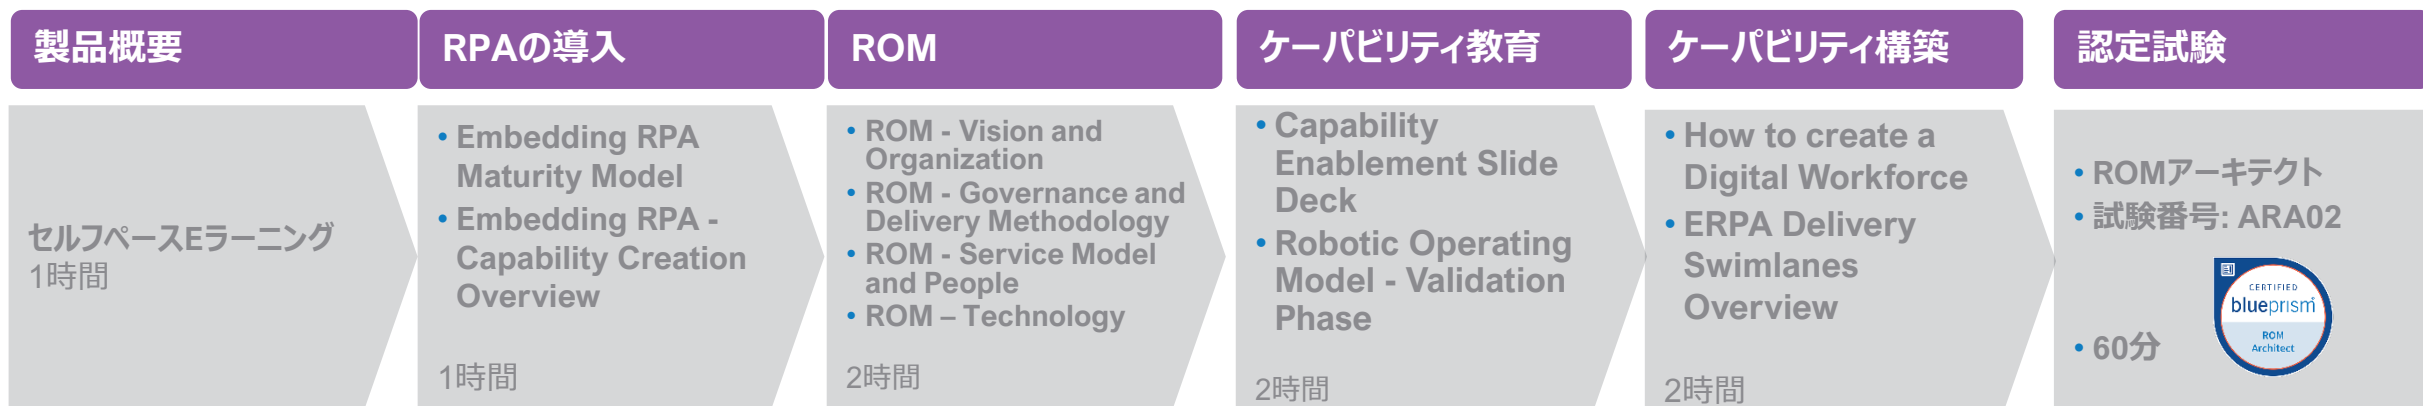 製品概要
セルフペースEラーニング
1時間
RPAの導入
• Embedding RPA
Maturity Model
• Embedding RPA -
Capability Creation
Overview
1時間
ROM
• ROM - Vision and
Organization
• ROM - Governance and
Delivery Methodology
• ROM - Service Model
and People
• ROM – Technology
2時間
ケーパビリティ教育
• Capability
Enablement Slide
Deck
• Robotic Operating
Model - Validation
Phase
2時間
ケーパビリティ構築
• How to create a
Digital Workforce
• ERPA Delivery
Swimlanes
Overview
2時間
認定試験
• ROMアーキテクト
• 試験番号: ARA02
• 60分
CERTIFIED
blueprism
ROM
Architect